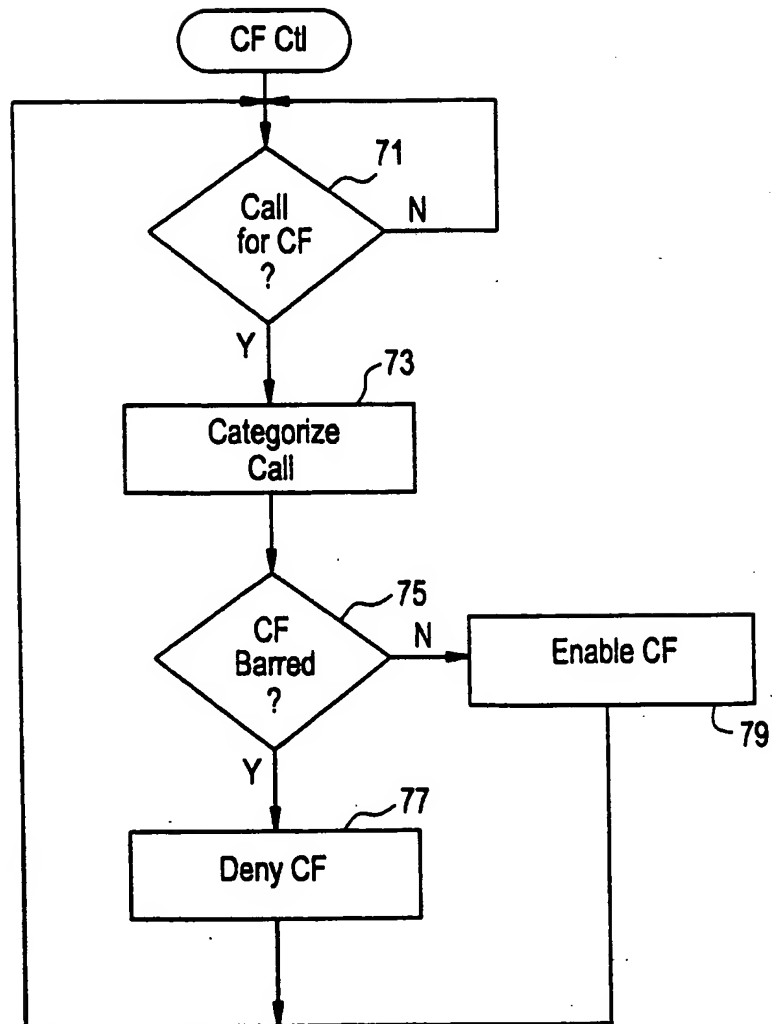 CF Ctl
71
Call
for CF
?
N
Y
73
Categorize
Call
75
CF
Barred
?
N
Enable CF
79
Y
77
Deny CF